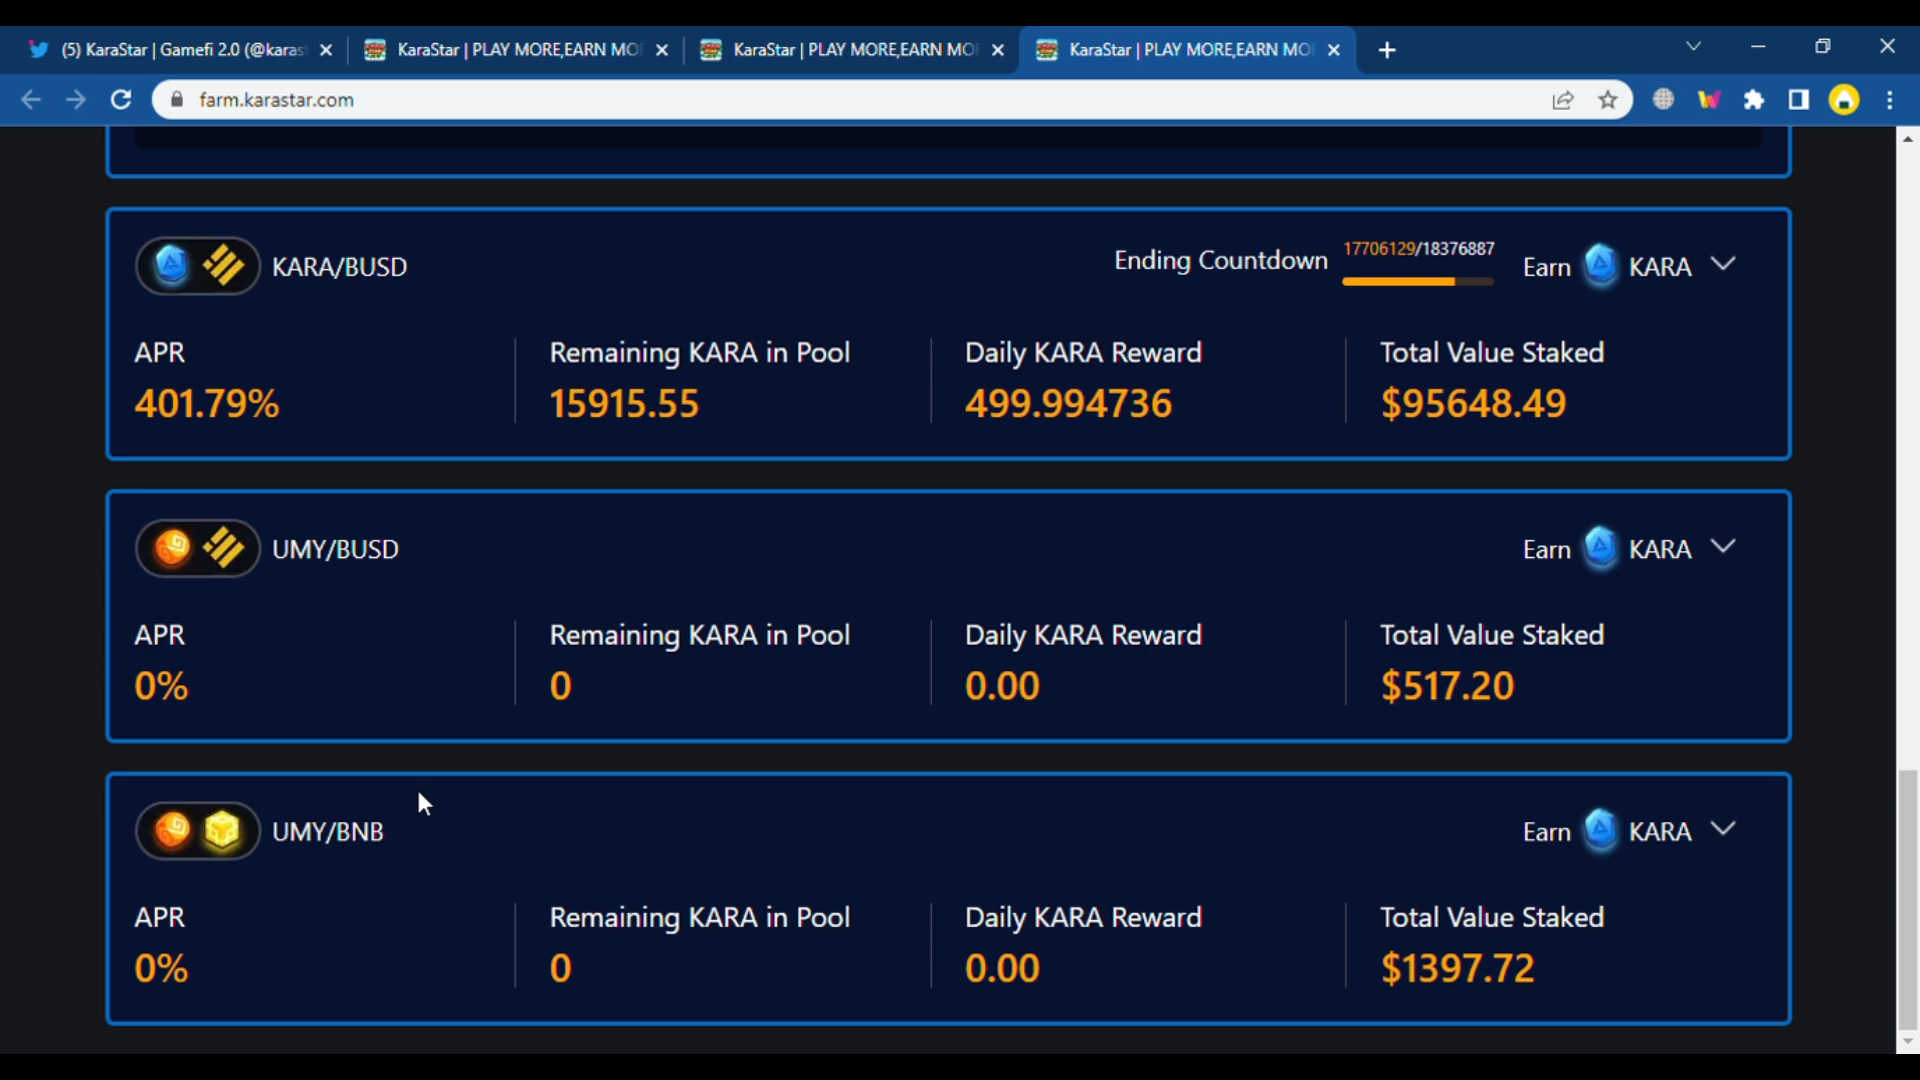 (5) KaraStar | Gamefi 2.0 (@karas
KaraStar | PLAY MORE,EARN MO
KaraStar | PLAY MORE,EARN MO
KaraStar | PLAY MORE,EARN MO
farm.karastar.com
KARA/BUSD
Ending Countdown
17706129/18376887
Earn KARA
APR
Remaining KARA in Pool
Daily KARA Reward
Total Value Staked
401.79%
15915.55
499.994736
$95648.49
UMY/BUSD
Earn KARA
APR
Remaining KARA in Pool
Daily KARA Reward
Total Value Staked
0%
0
0.00
$517.20
UMY/BNB
Earn KARA
APR
Remaining KARA in Pool
Daily KARA Reward
Total Value Staked
0%
0
0.00
$1397.72